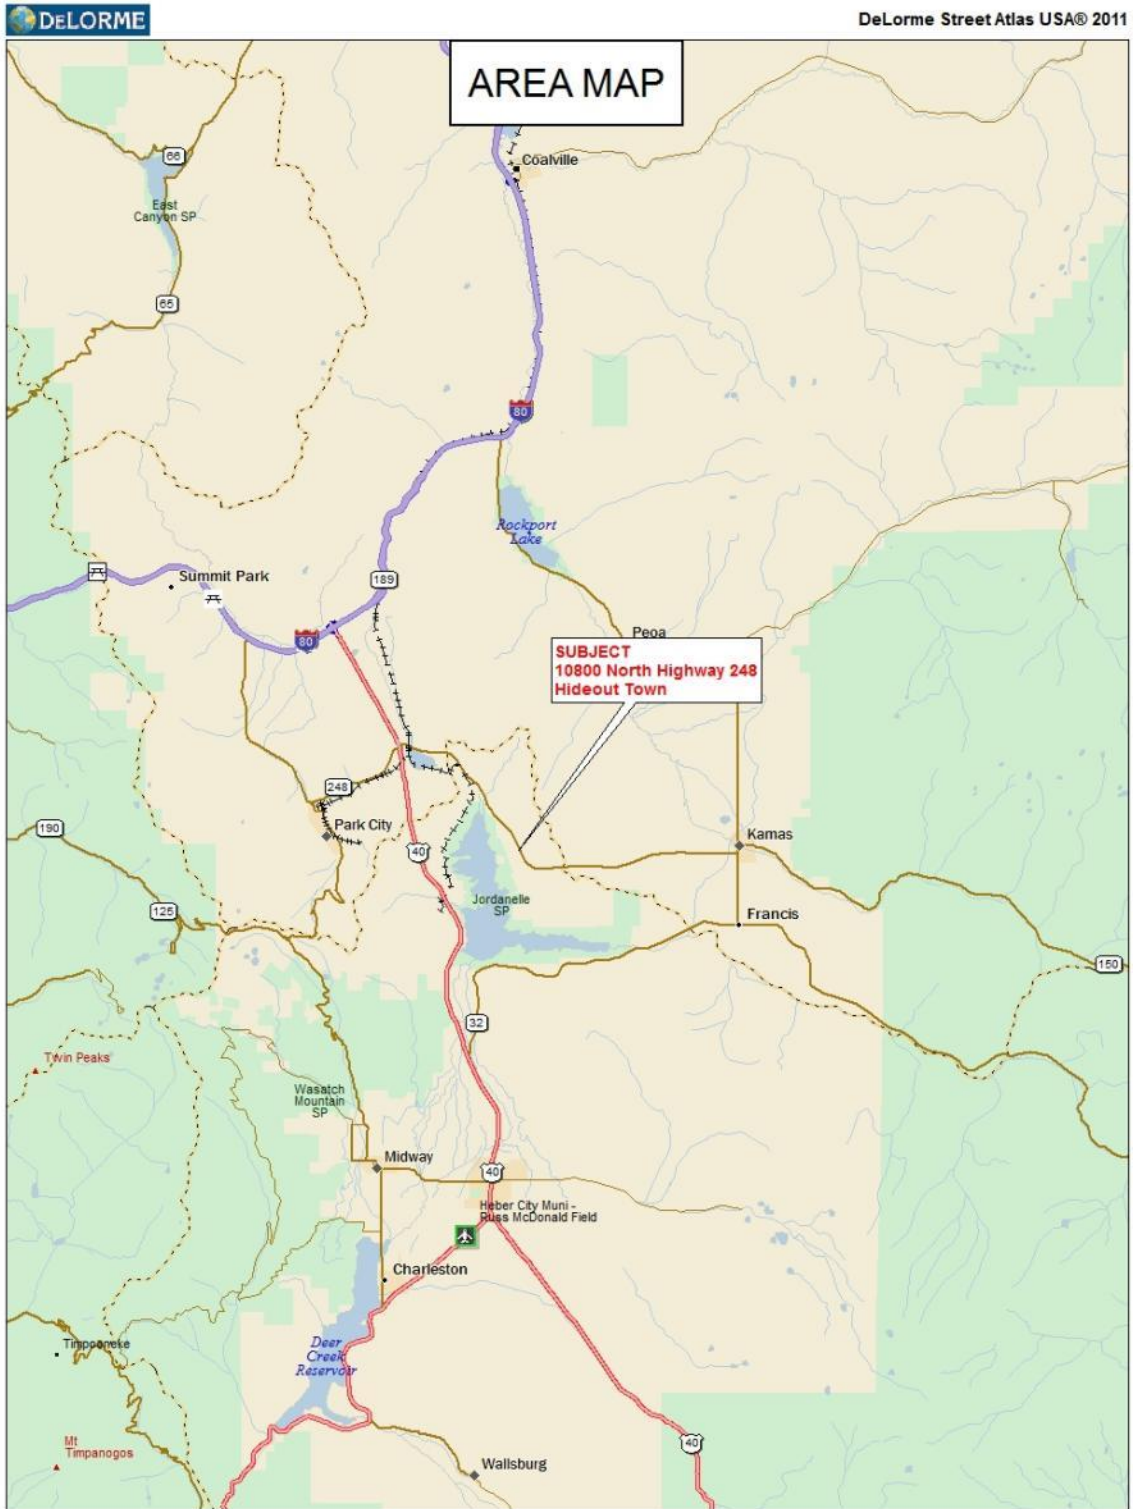 DELORME
DeLorme Street Atlas USA® 2011
AREA MAP
Coalville
66
East
Canyon SP
65
80
Rockport
Lake
Summit Park
189
80
Peoa
SUBJECT
10800 North Highway 248
Hideout Town
248
Park City
190
40
Kamas
Jordanelle
SP
125
Francis
150
32
Twin Peaks
Wasatch
Mountain
SP
Midway
40
Heber City Muni -
Russ McDonald Field
Charleston
Deer
Creek
Reservoir
Timpooneke
Mt
Timpanogos
40
Wallsburg